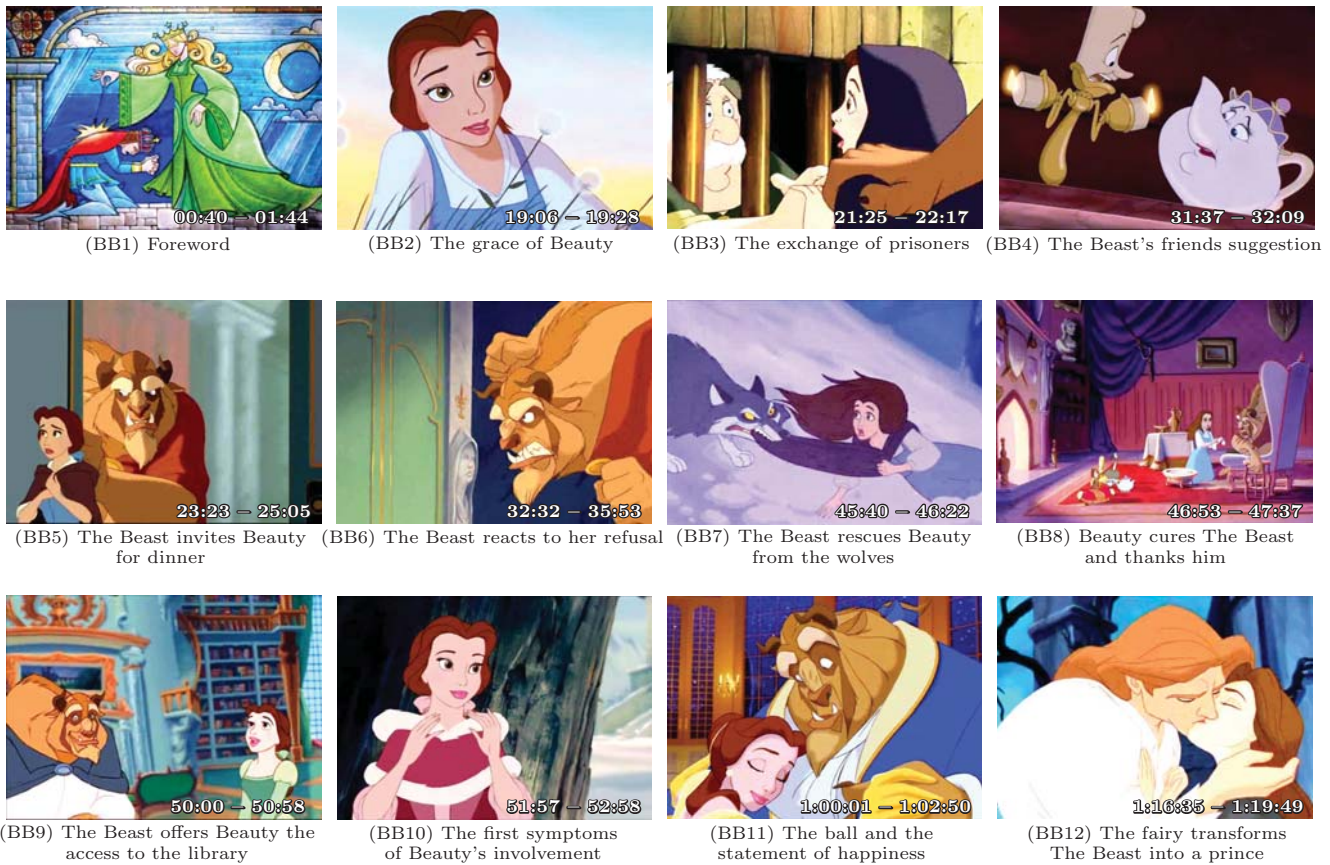 00:40 – 01:44
19:06 – 19:28
21:25 – 22:17
31:37 – 32:09
(BB1) Foreword
(BB2) The grace of Beauty
(BB3) The exchange of prisoners
(BB4) The Beast's friends suggestion
23:23 – 25:05
32:32 – 35:53
45:40 – 46:22
46:53 – 47:37
(BB5) The Beast invites Beauty
for dinner
(BB6) The Beast reacts to her refusal
(BB7) The Beast rescues Beauty
from the wolves
(BB8) Beauty cures The Beast
and thanks him
50:00 – 50:58
51:57 – 52:58
1:00:01 – 1:02:50
1:16:35 – 1:19:49
(BB9) The Beast offers Beauty the
access to the library
(BB10) The first symptoms
of Beauty's involvement
(BB11) The ball and the
statement of happiness
(BB12) The fairy transforms
The Beast into a prince